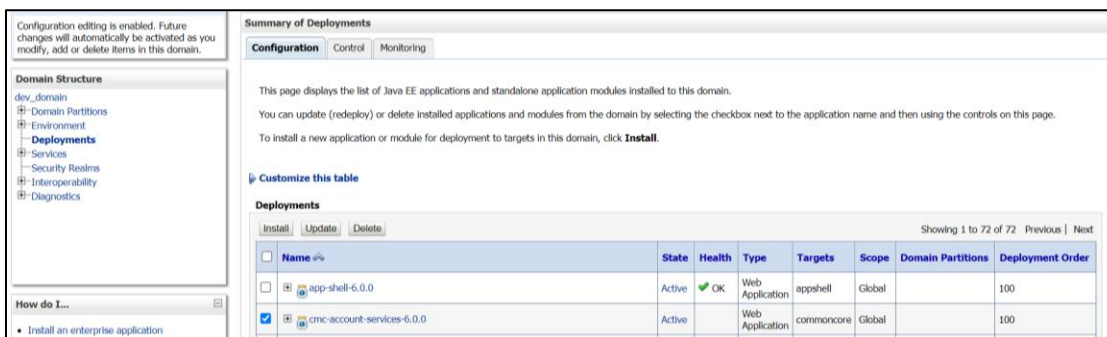 Configuration editing is enabled. Future
changes will automatically be activated as you
modify, add or delete items in this domain.
Domain Structure
dev_domain
Domain Partitions
Environment
Deployments
Services
Security Realms
Interoperability
Diagnostics
How do I...
• Install an enterprise application
Summary of Deployments
Configuration Control Monitoring
This page displays the list of Java EE applications and standalone application modules installed to this domain.
You can update (redeploy) or delete installed applications and modules from the domain by selecting the checkbox next to the application name and then using the controls on this page.
To install a new application or module for deployment to targets in this domain, click Install.
Customize this table
Deployments
Install Update Delete Showing 1 to 72 of 72 Previous | Next
Name State Health Type Targets Scope Domain Partitions Deployment Order
app-shell-6.0.0 Active OK Web Application appshell Global 100
cmc-account-services-6.0.0 Active Web Application commoncore Global 100